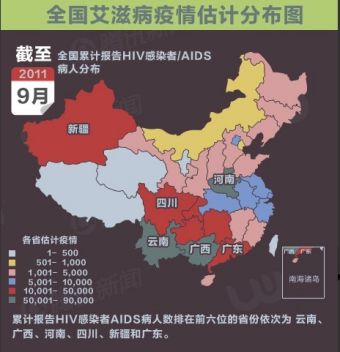 全国艾滋病疫情估计分布图
截至
2011
9月
全国累计报告HIV感染者/AIDS
病人分布
新疆
河南
四川
云南
广西
广东
各省估计疫情
1- 500
501- 1,000
1,001- 5,000
5,001- 10,000
10,001- 50,000
50,001- 90,000
广西 广东
南海诸岛
累计报告HIV感染者AIDS病人数排在前六位的省份依次为 云南、
广西、河南、四川、新疆和广东。